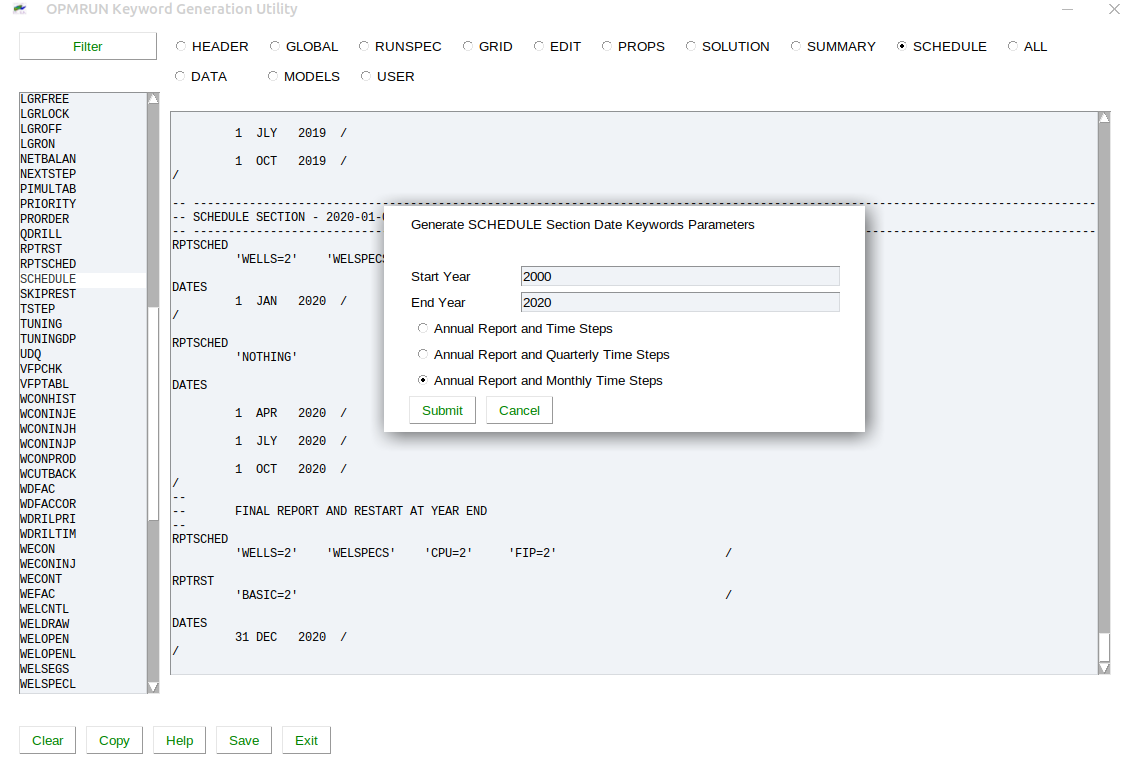 OPMRUN Keyword Generation Utility
Filter
HEADER GLOBAL RUNSPEC GRID EDIT PROPS SOLUTION SUMMARY SCHEDULE ALL
DATA MODELS USER
LGRFREE
LGRLOCK
LGROFF
LGRON
NETBALAN
NEXTSTEP
PIMULTAB
PRIORITY
PRORDER
QDRILL
RPTRST
RPTSCHED
SCHEDULE
SKIPREST
TSTEP
TUNING
TUNINGDP
UDQ
VFPCHK
VFPTABL
WCONHIST
WCONINJE
WCONINJH
WCONINJP
WCONPROD
WCUTBACK
WDFAC
WDFACCOR
WDRILPRI
WDRILTIM
WECON
WECONINJ
WECONT
WEFAC
WELCNTL
WELDRAW
WELOPEN
WELOPENL
WELSEGS
WELSPECL
1 JLY 2019 /
1 OCT 2019 /
/
-- --------------------------------------------------------------------------------------------------------------------------------
-- SCHEDULE SECTION - 2020-01-
-- --------------------------------------------------------------------------------------------------------------------------------
RPTSCHED
'WELLS=2' 'WELSPECS
DATES
1 JAN 2020 /
/
RPTSCHED
'NOTHING'
DATES
1 APR 2020 /
1 JLY 2020 /
1 OCT 2020 /
/
--
-- FINAL REPORT AND RESTART AT YEAR END
--
RPTSCHED
'WELLS=2' 'WELSPECS' 'CPU=2' 'FIP=2' /
RPTRST
'BASIC=2' /
DATES
31 DEC 2020 /
/
Generate SCHEDULE Section Date Keywords Parameters
Start Year 2000
End Year 2020
Annual Report and Time Steps
Annual Report and Quarterly Time Steps
Annual Report and Monthly Time Steps
Submit Cancel
Clear Copy Help Save Exit